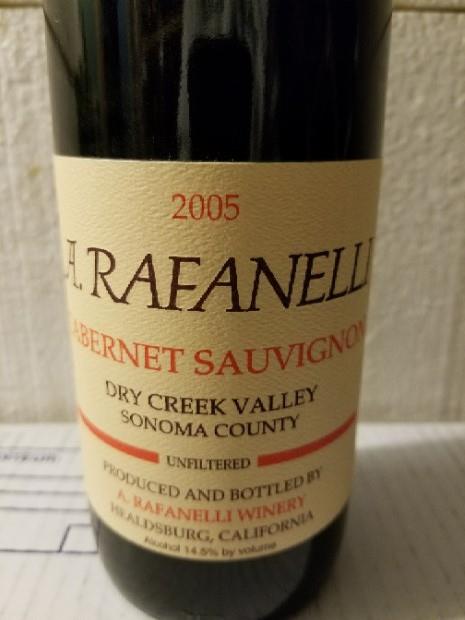 2005
A. RAFANELLI
CABERNET SAUVIGNON
DRY CREEK VALLEY
SONOMA COUNTY
UNFILTERED
PRODUCED AND BOTTLED BY
A. RAFANELLI WINERY
HEALDSBURG, CALIFORNIA
Alcohol 14.5% by volume